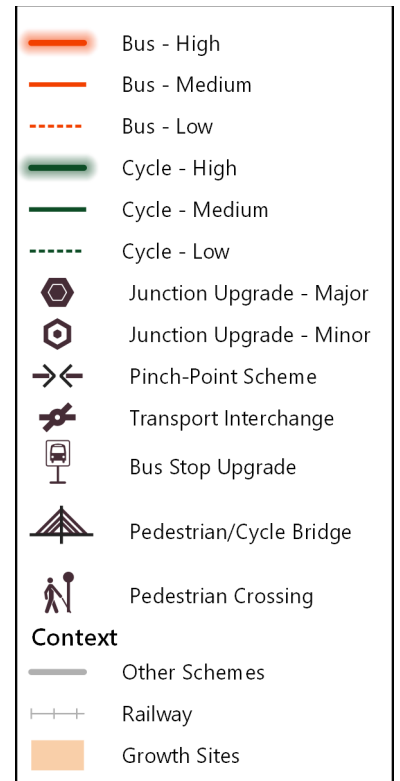 Bus - High
Bus - Medium
Bus - Low
Cycle - High
Cycle - Medium
Cycle - Low
Junction Upgrade - Major
Junction Upgrade - Minor
Pinch-Point Scheme
Transport Interchange
Bus Stop Upgrade
Pedestrian/Cycle Bridge
Pedestrian Crossing
Context
Other Schemes
Railway
Growth Sites